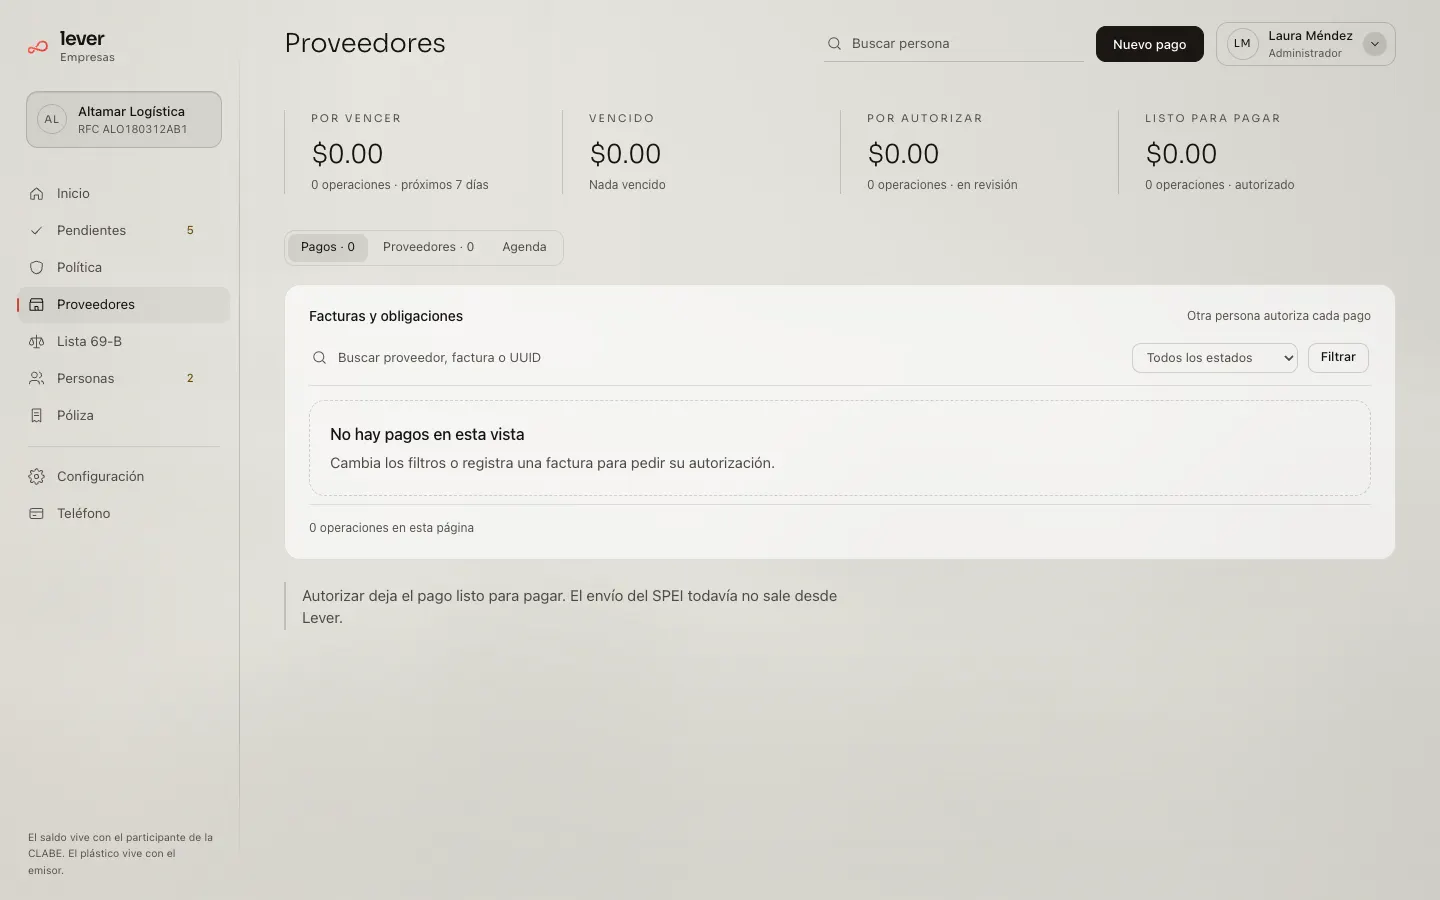 lever
Empresas
AL
Altamar Logística
RFC ALO180312AB1
Inicio
Pendientes 5
Política
Proveedores
Lista 69-B
Personas 2
Póliza
Configuración
Teléfono
El saldo vive con el participante de la
CLABE. El plástico vive con el
emisor.
Proveedores
Buscar persona
Nuevo pago
LM
Laura Méndez
Administrador
POR VENCER
$0.00
0 operaciones · próximos 7 días
VENCIDO
$0.00
Nada vencido
POR AUTORIZAR
$0.00
0 operaciones · en revisión
LISTO PARA PAGAR
$0.00
0 operaciones · autorizado
Pagos · 0 Proveedores · 0 Agenda
Facturas y obligaciones
Otra persona autoriza cada pago
Buscar proveedor, factura o UUID
Todos los estados
Filtrar
No hay pagos en esta vista
Cambia los filtros o registra una factura para pedir su autorización.
0 operaciones en esta página
Autorizar deja el pago listo para pagar. El envío del SPEI todavía no sale desde
Lever.